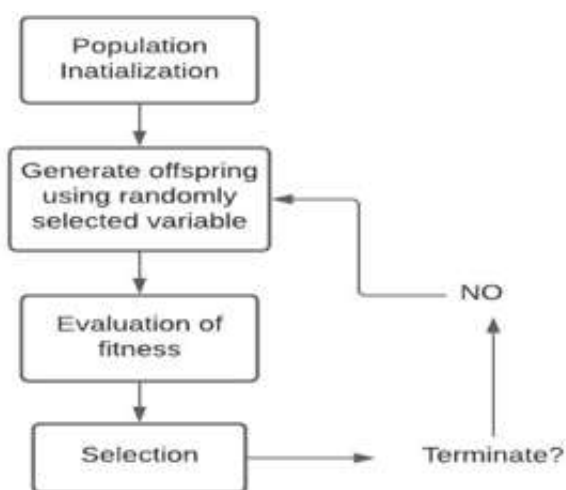 Population
Inatialization
Generate offspring
using randomly
selected variable
Evaluation of
fitness
Selection
Terminate?
NO